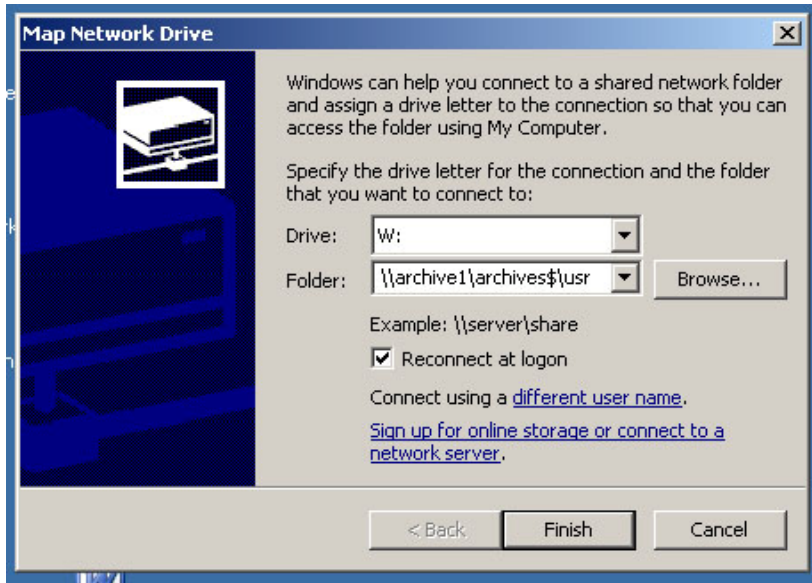 Map Network Drive
Windows can help you connect to a shared network folder
and assign a drive letter to the connection so that you can
access the folder using My Computer.
Specify the drive letter for the connection and the folder
that you want to connect to:
Drive: W:
Folder: \\archive1\archives$\usr Browse...
Example: \\server\share
Reconnect at logon
Connect using a different user name.
Sign up for online storage or connect to a
network server.
< Back Finish Cancel